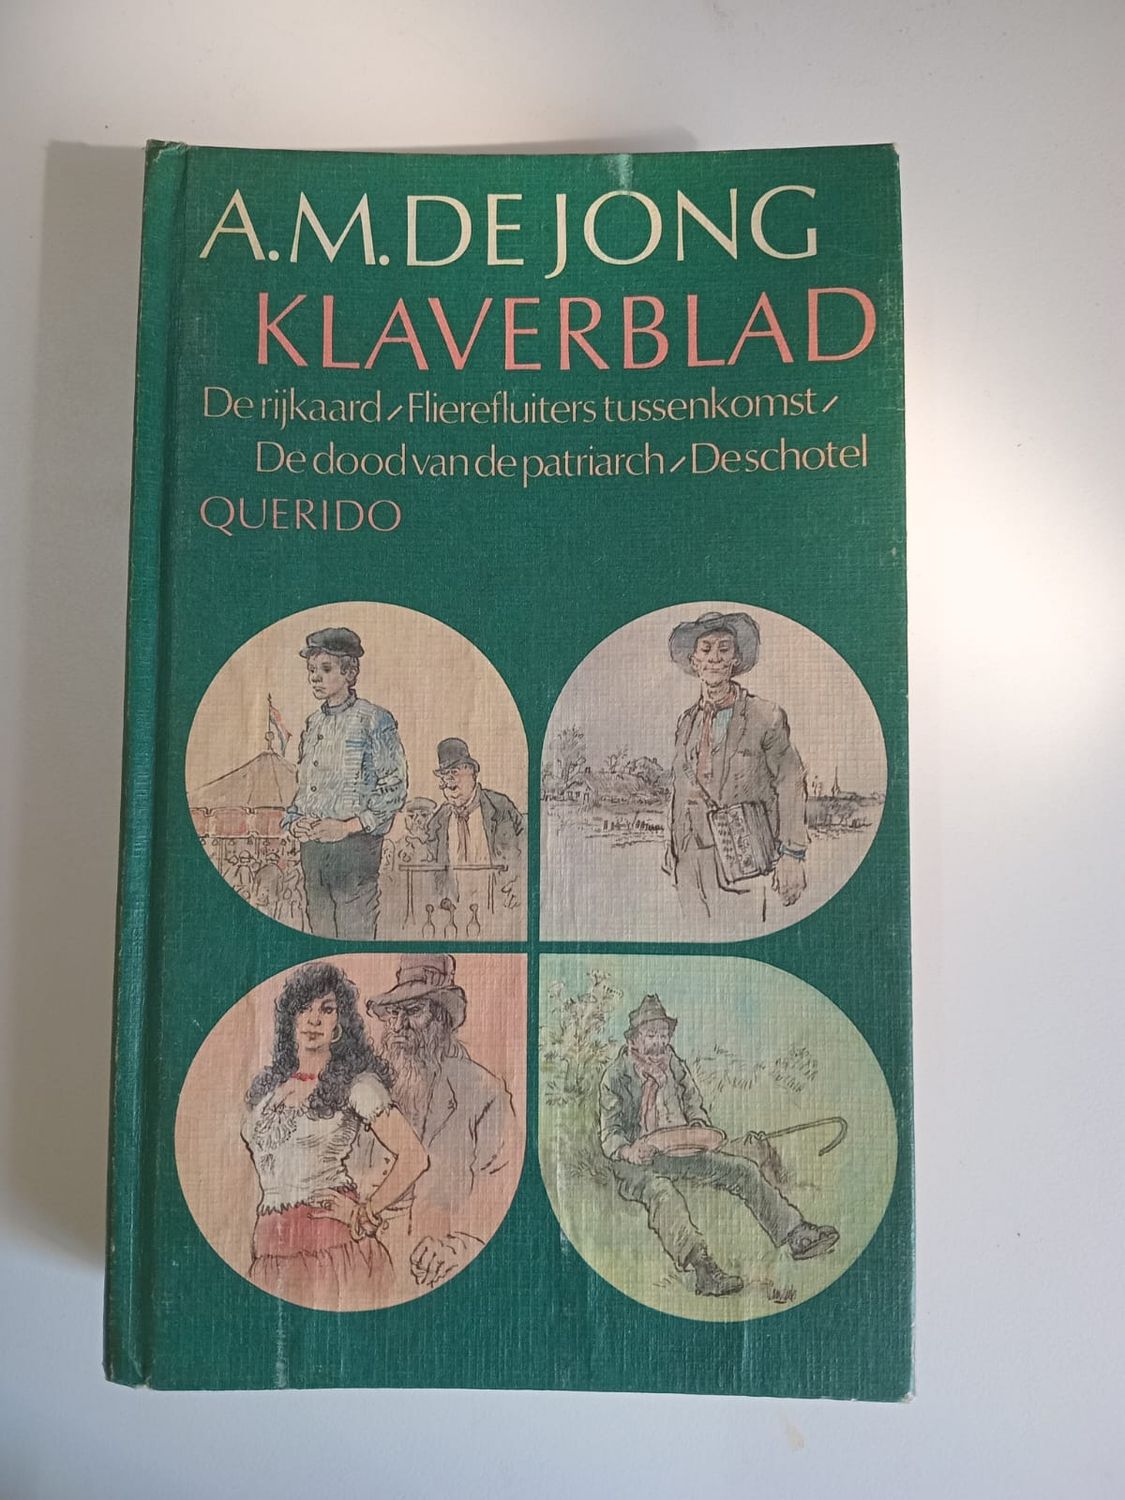 A.M. DE JONG
KLAVERBLAD
De rijkaard / Flierefluiters tussenkomst /
De dood van de patriarch / De schotel
QUERIDO